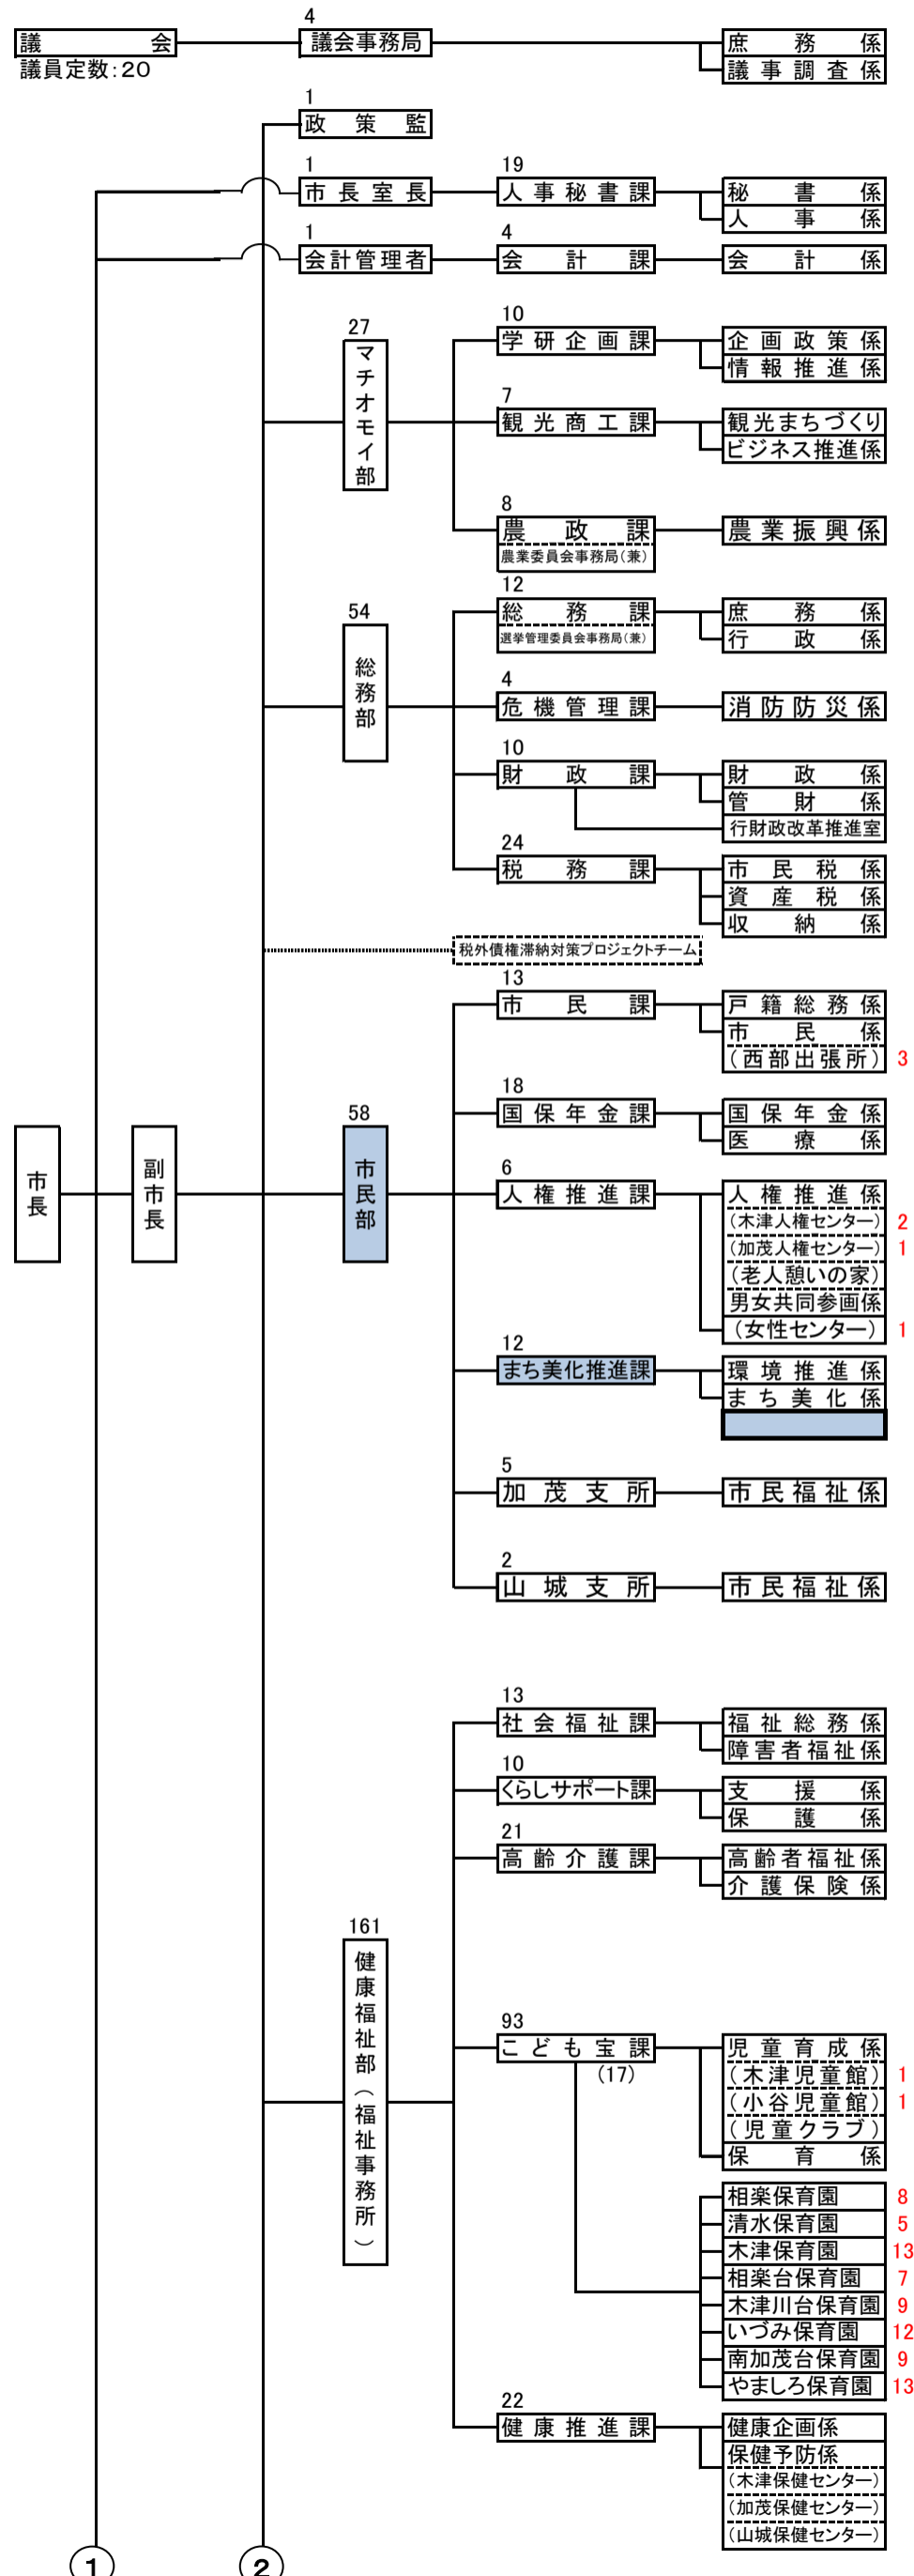 4
議会 議会事務局 庶務係
議員定数:20 議事調査係
1
政策監
1 19
市長室長 人事秘書課 秘書係
人事係
1 4
会計管理者 会計課 会計係
10
27 学研企画課 企画政策係
マチオモイ部 情報推進係
7
観光商工課 観光まちづくり
ビジネス推進係
8
農政課 農業振興係
農業委員会事務局(兼)
12
54 総務課 庶務係
選挙管理委員会事務局(兼) 行政係
総務部
4
危機管理課 消防防災係
10
財政課 財政係
管財係
行財政改革推進室
24
税務課 市民税係
資産税係
収納係
税外債権滞納対策プロジェクトチーム
13
市民課 戸籍総務係
市民係
(西部出張所) 3
18
58 国保年金課 国保年金係
医療係
6
市長 副市長 市民部 人権推進課 人権推進係
(木津人権センター) 2
(加茂人権センター) 1
(老人憩いの家)
男女共同参画係
(女性センター) 1
12
まち美化推進課 環境推進係
まち美化係
5
加茂支所 市民福祉係
2
山城支所 市民福祉係
13
社会福祉課 福祉総務係
障害者福祉係
10
くらしサポート課 支援係
保護係
21
高齢介護課 高齢者福祉係
介護保険係
161
健康福祉部(福祉事務所)
93
こども宝課 児童育成係
(17) (木津児童館) 1
(小谷児童館) 1
(児童クラブ)
保育係
相楽保育園 8
清水保育園 5
木津保育園 13
相楽台保育園 7
木津川台保育園 9
いづみ保育園 12
南加茂台保育園 9
やましろ保育園 13
22
健康推進課 健康企画係
保健予防係
(木津保健センター)
(加茂保健センター)
(山城保健センター)
1 2